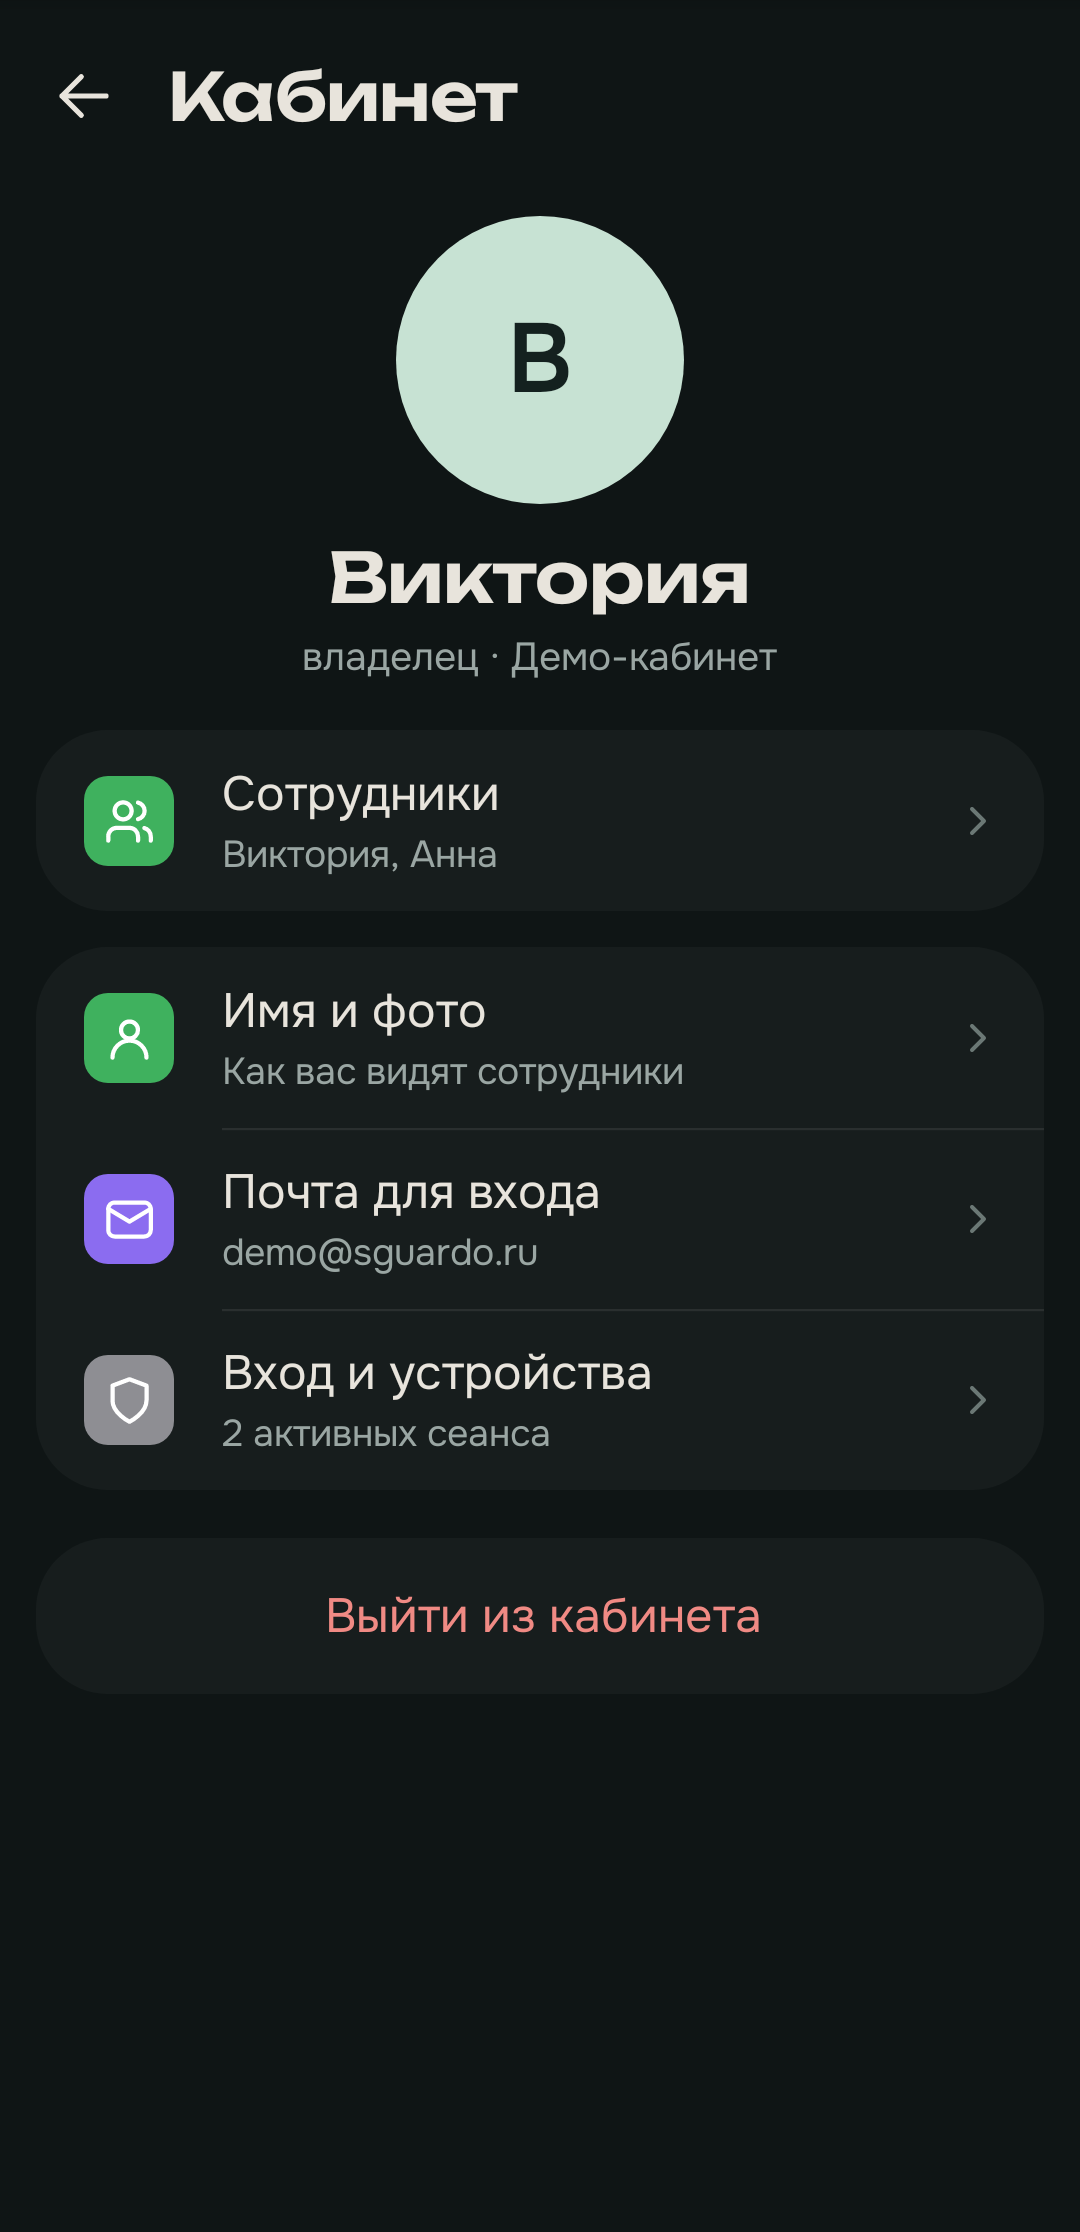 Кабинет
В
Виктория
владелец · Демо-кабинет
Сотрудники
Виктория, Анна
Имя и фото
Как вас видят сотрудники
Почта для входа
demo@sguardo.ru
Вход и устройства
2 активных сеанса
Выйти из кабинета